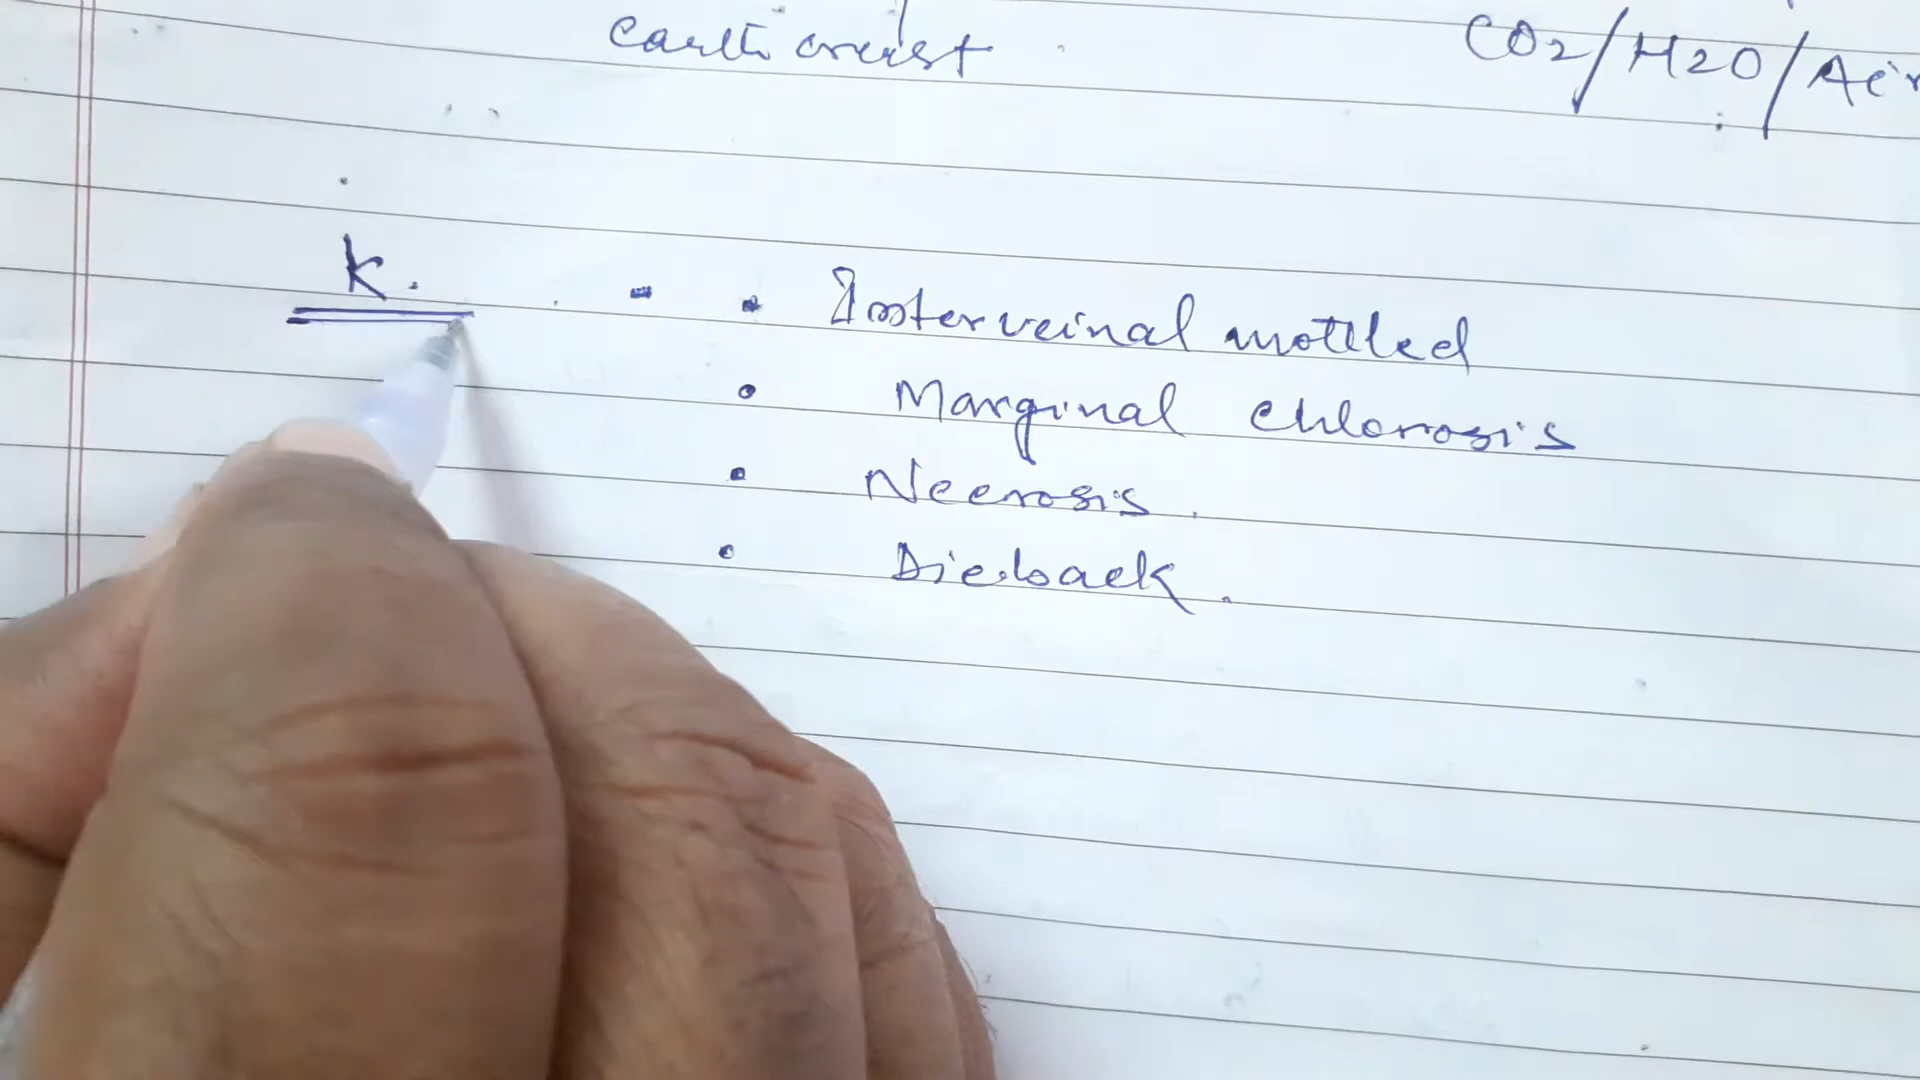 earth crust
CO2/H2O/Air
K. - • Interveinal mottled
• Marginal chlorosis
• Necrosis.
• Dieback.